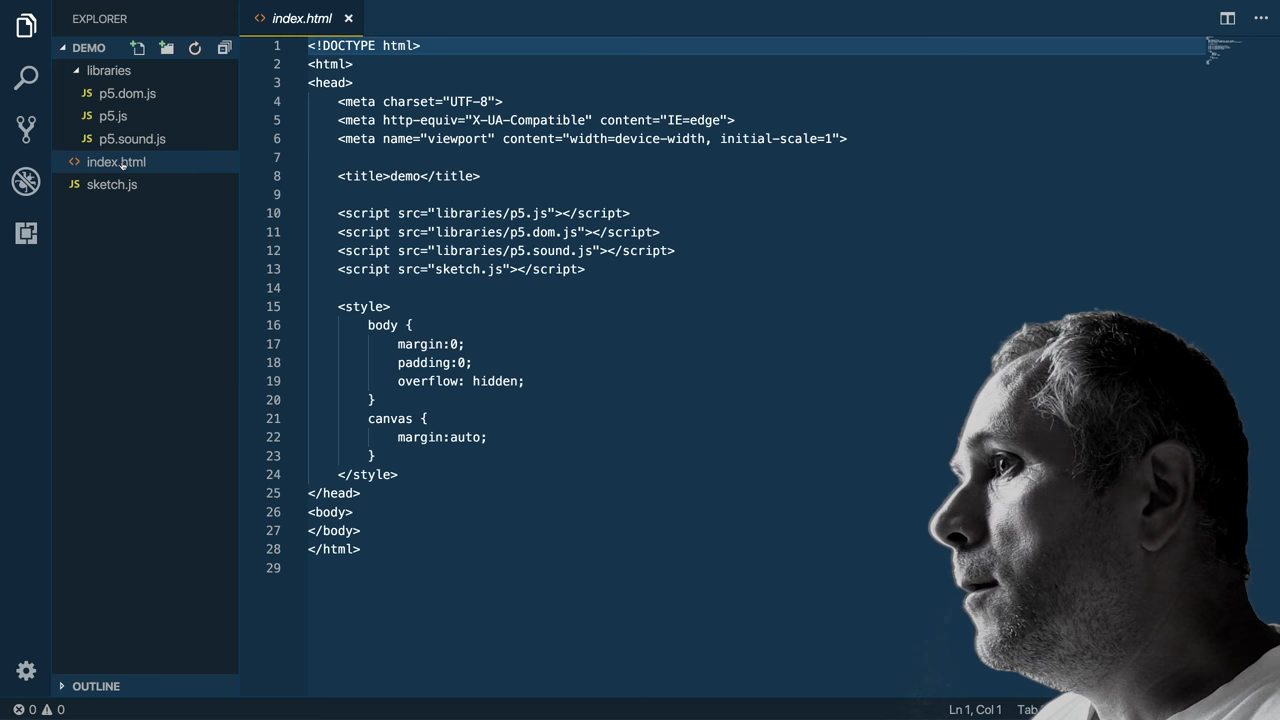 EXPLORER
DEMO
libraries
JS p5.dom.js
JS p5.js
JS p5.sound.js
<> index.html
JS sketch.js
OUTLINE
0 0
<> index.html ×
1 <!DOCTYPE html>
2 <html>
3 <head>
4 <meta charset="UTF-8">
5 <meta http-equiv="X-UA-Compatible" content="IE=edge">
6 <meta name="viewport" content="width=device-width, initial-scale=1">
7
8 <title>demo</title>
9
10 <script src="libraries/p5.js"></script>
11 <script src="libraries/p5.dom.js"></script>
12 <script src="libraries/p5.sound.js"></script>
13 <script src="sketch.js"></script>
14
15 <style>
16 body {
17 margin:0;
18 padding:0;
19 overflow: hidden;
20 }
21 canvas {
22 margin:auto;
23 }
24 </style>
25 </head>
26 <body>
27 </body>
28 </html>
29
Ln 1, Col 1 Tab